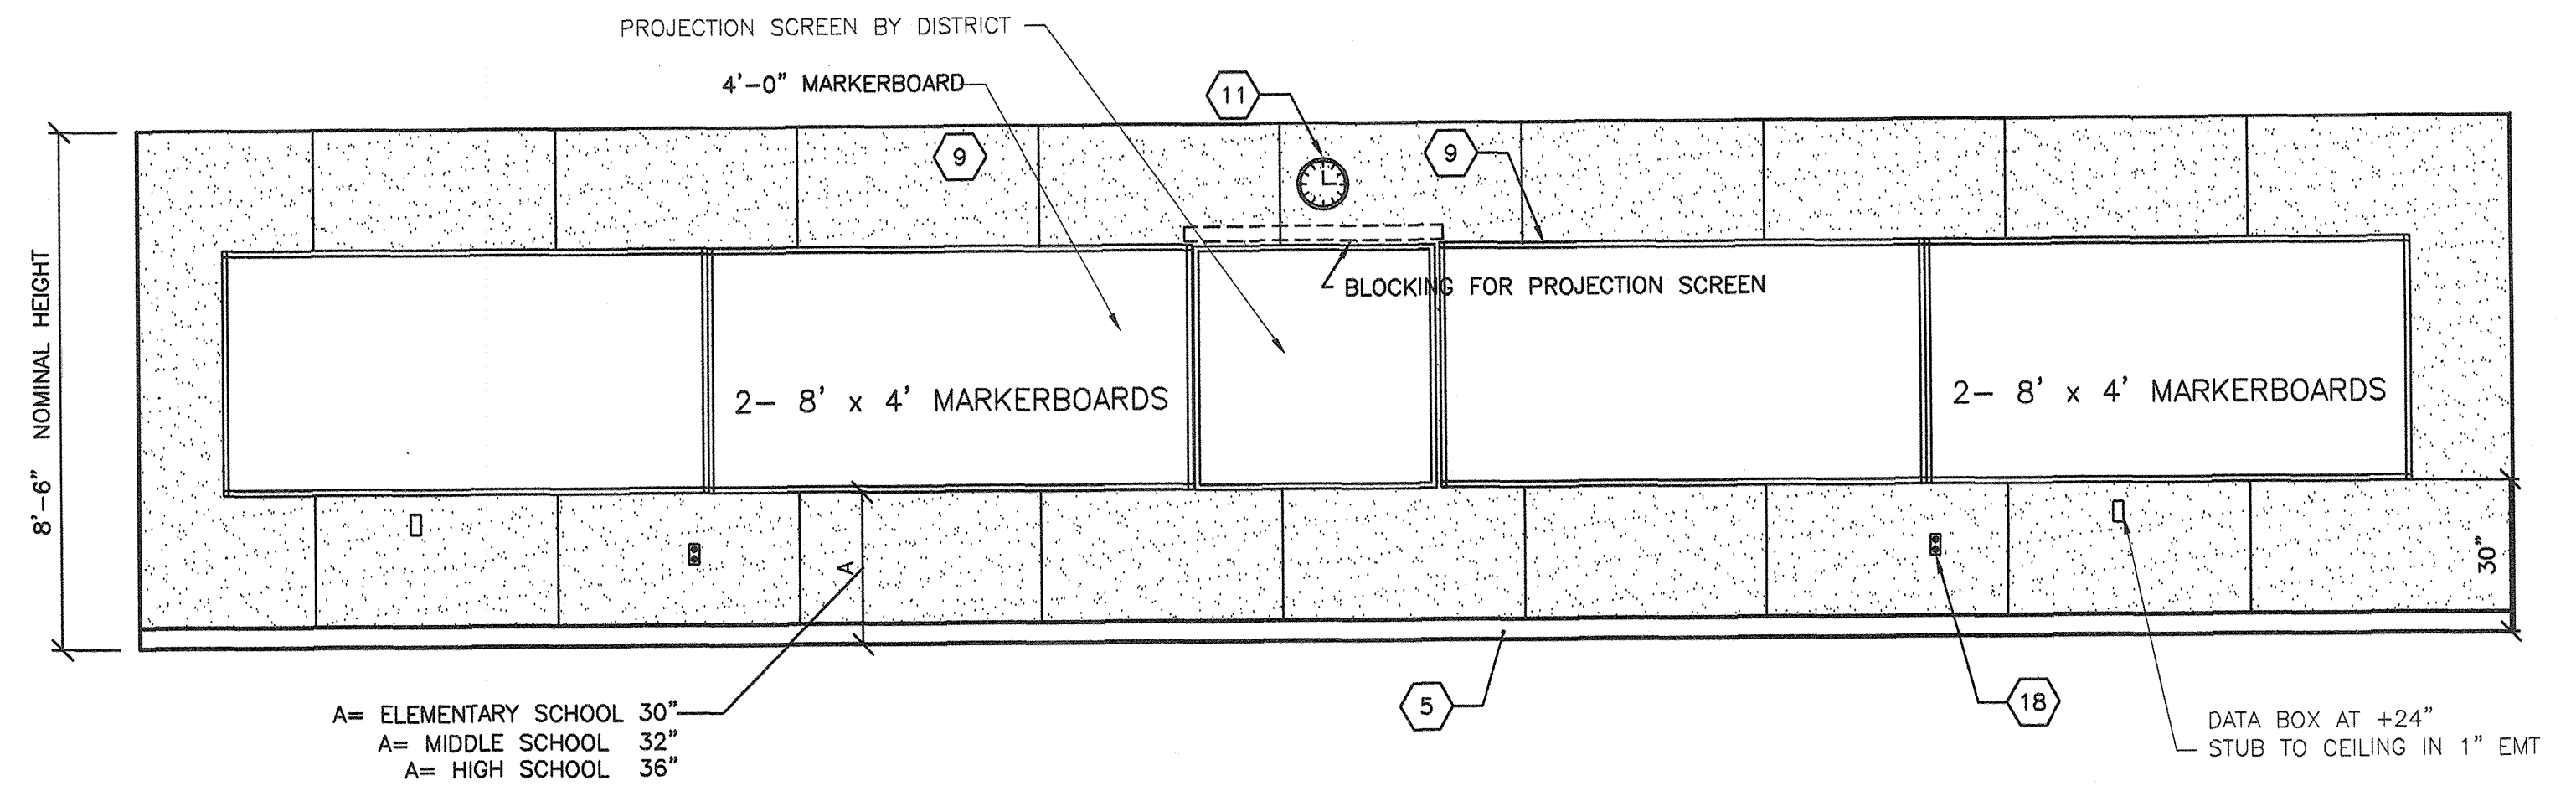 PROJECTION SCREEN BY DISTRICT
4'-0" MARKERBOARD
11
9
9
8'-6" NOMINAL HEIGHT
BLOCKING FOR PROJECTION SCREEN
2- 8' x 4' MARKERBOARDS
2- 8' x 4' MARKERBOARDS
A
30"
5
18
A= ELEMENTARY SCHOOL 30"
A= MIDDLE SCHOOL 32"
A= HIGH SCHOOL 36"
DATA BOX AT +24"
STUB TO CEILING IN 1" EMT